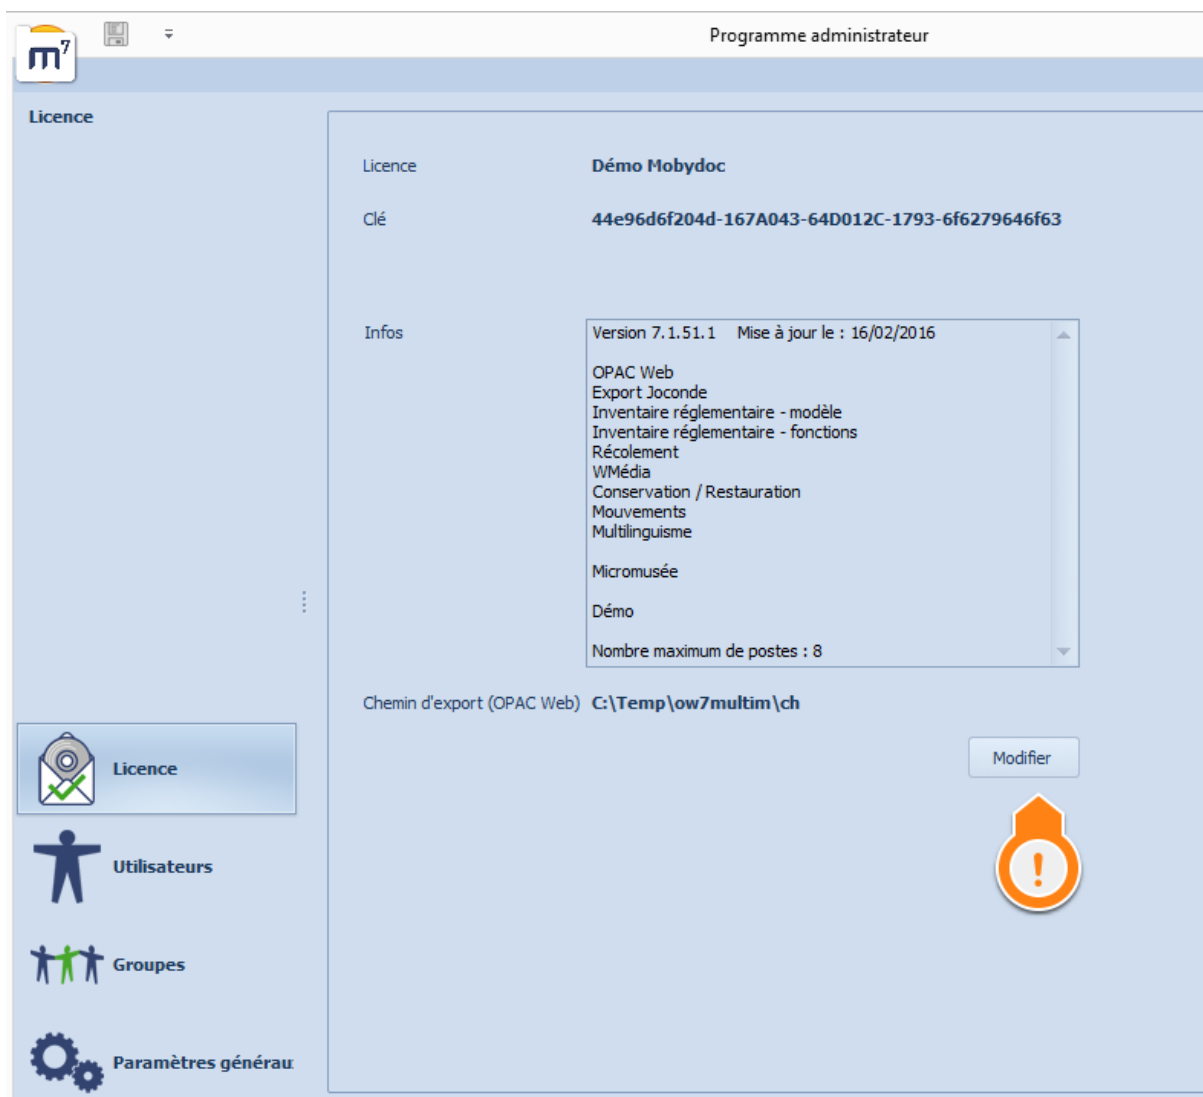 m7
Programme administrateur
Licence
Licence Démo Mobydoc
Clé 44e96d6f204d-167A043-64D012C-1793-6f6279646f63
Infos
Version 7.1.51.1 Mise à jour le : 16/02/2016
OPAC Web
Export Joconde
Inventaire réglementaire - modèle
Inventaire réglementaire - fonctions
Récolement
WMédia
Conservation / Restauration
Mouvements
Multilinguisme
Micromusée
Démo
Nombre maximum de postes : 8
Chemin d'export (OPAC Web) C:\Temp\ow7multim\ch
Modifier
!
Licence
Utilisateurs
Groupes
Paramètres générau